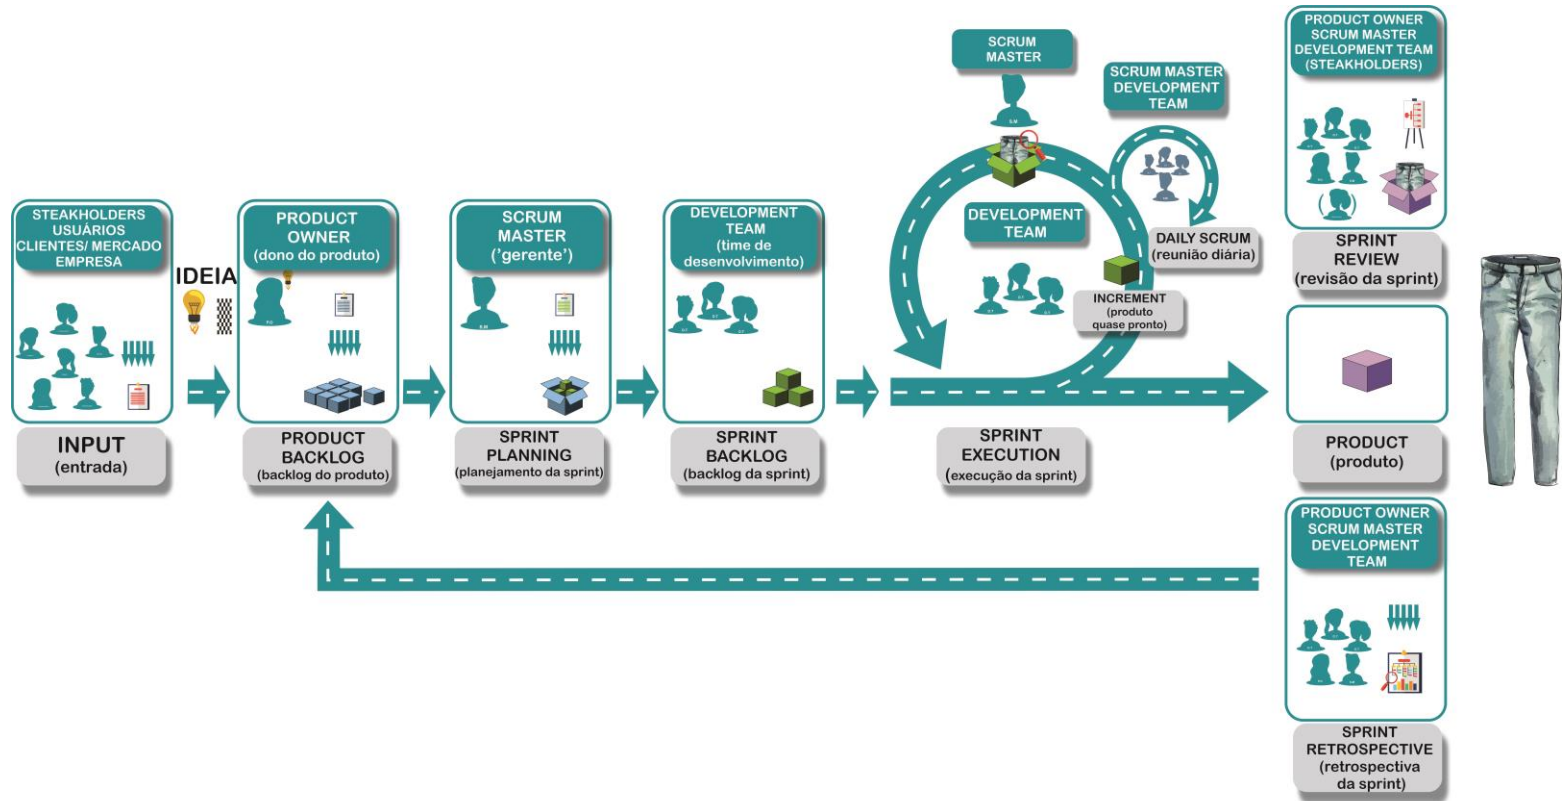 STEAKHOLDERS
USUÁRIOS
CLIENTES/ MERCADO
EMPRESA
INPUT
(entrada)
IDEIA
PRODUCT
OWNER
(dono do produto)
P.O
PRODUCT
BACKLOG
(backlog do produto)
SCRUM
MASTER
('gerente')
S.M
SPRINT
PLANNING
(planejamento da sprint)
DEVELOPMENT
TEAM
(time de
desenvolvimento)
D.T
D.T
D.T
SPRINT
BACKLOG
(backlog da sprint)
SCRUM
MASTER
S.M
SCRUM MASTER
DEVELOPMENT
TEAM
DAILY SCRUM
(reunião diária)
DEVELOPMENT
TEAM
D.T
D.T
D.T
INCREMENT
(produto
quase pronto)
SPRINT
EXECUTION
(execução da sprint)
PRODUCT OWNER
SCRUM MASTER
DEVELOPMENT TEAM
(STEAKHOLDERS)
SPRINT
REVIEW
(revisão da sprint)
PRODUCT
(produto)
PRODUCT OWNER
SCRUM MASTER
DEVELOPMENT
TEAM
SPRINT
RETROSPECTIVE
(retrospectiva
da sprint)